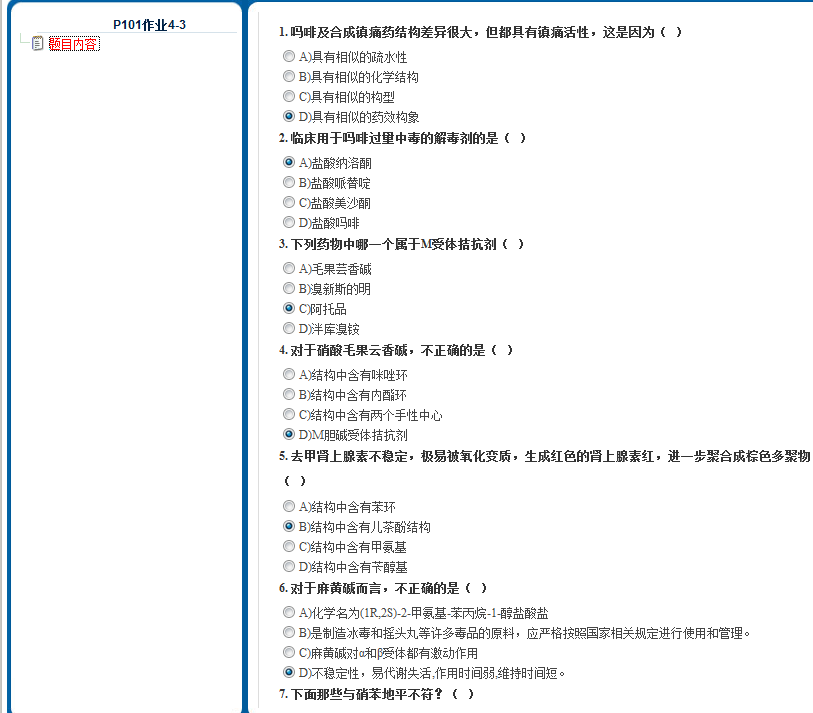 P101作业4-3
题目内容
1. 吗啡及合成镇痛药结构差异很大，但都具有镇痛活性，这是因为（ ）
A)具有相似的疏水性
B)具有相似的化学结构
C)具有相似的构型
D)具有相似的药效构象
2. 临床用于吗啡过量中毒的解毒剂的是（ ）
A)盐酸纳洛酮
B)盐酸哌替啶
C)盐酸美沙酮
D)盐酸吗啡
3. 下列药物中哪一个属于M受体拮抗剂（ ）
A)毛果芸香碱
B)溴新斯的明
C)阿托品
D)泮库溴铵
4. 对于硝酸毛果云香碱，不正确的是（ ）
A)结构中含有咪唑环
B)结构中含有内酯环
C)结构中含有两个手性中心
D)M胆碱受体拮抗剂
5. 去甲肾上腺素不稳定，极易被氧化变质，生成红色的肾上腺素红，进一步聚合成棕色多聚物
（ ）
A)结构中含有苯环
B)结构中含有儿茶酚结构
C)结构中含有甲氨基
D)结构中含有苄醇基
6. 对于麻黄碱而言，不正确的是（ ）
A)化学名为(1R,2S)-2-甲氨基-苯丙烷-1-醇盐酸盐
B)是制造冰毒和摇头丸等许多毒品的原料，应严格按照国家相关规定进行使用和管理。
C)麻黄碱对α和β受体都有激动作用
D)不稳定性，易代谢失活,作用时间弱,维持时间短。
7. 下面那些与硝苯地平不符？（ ）